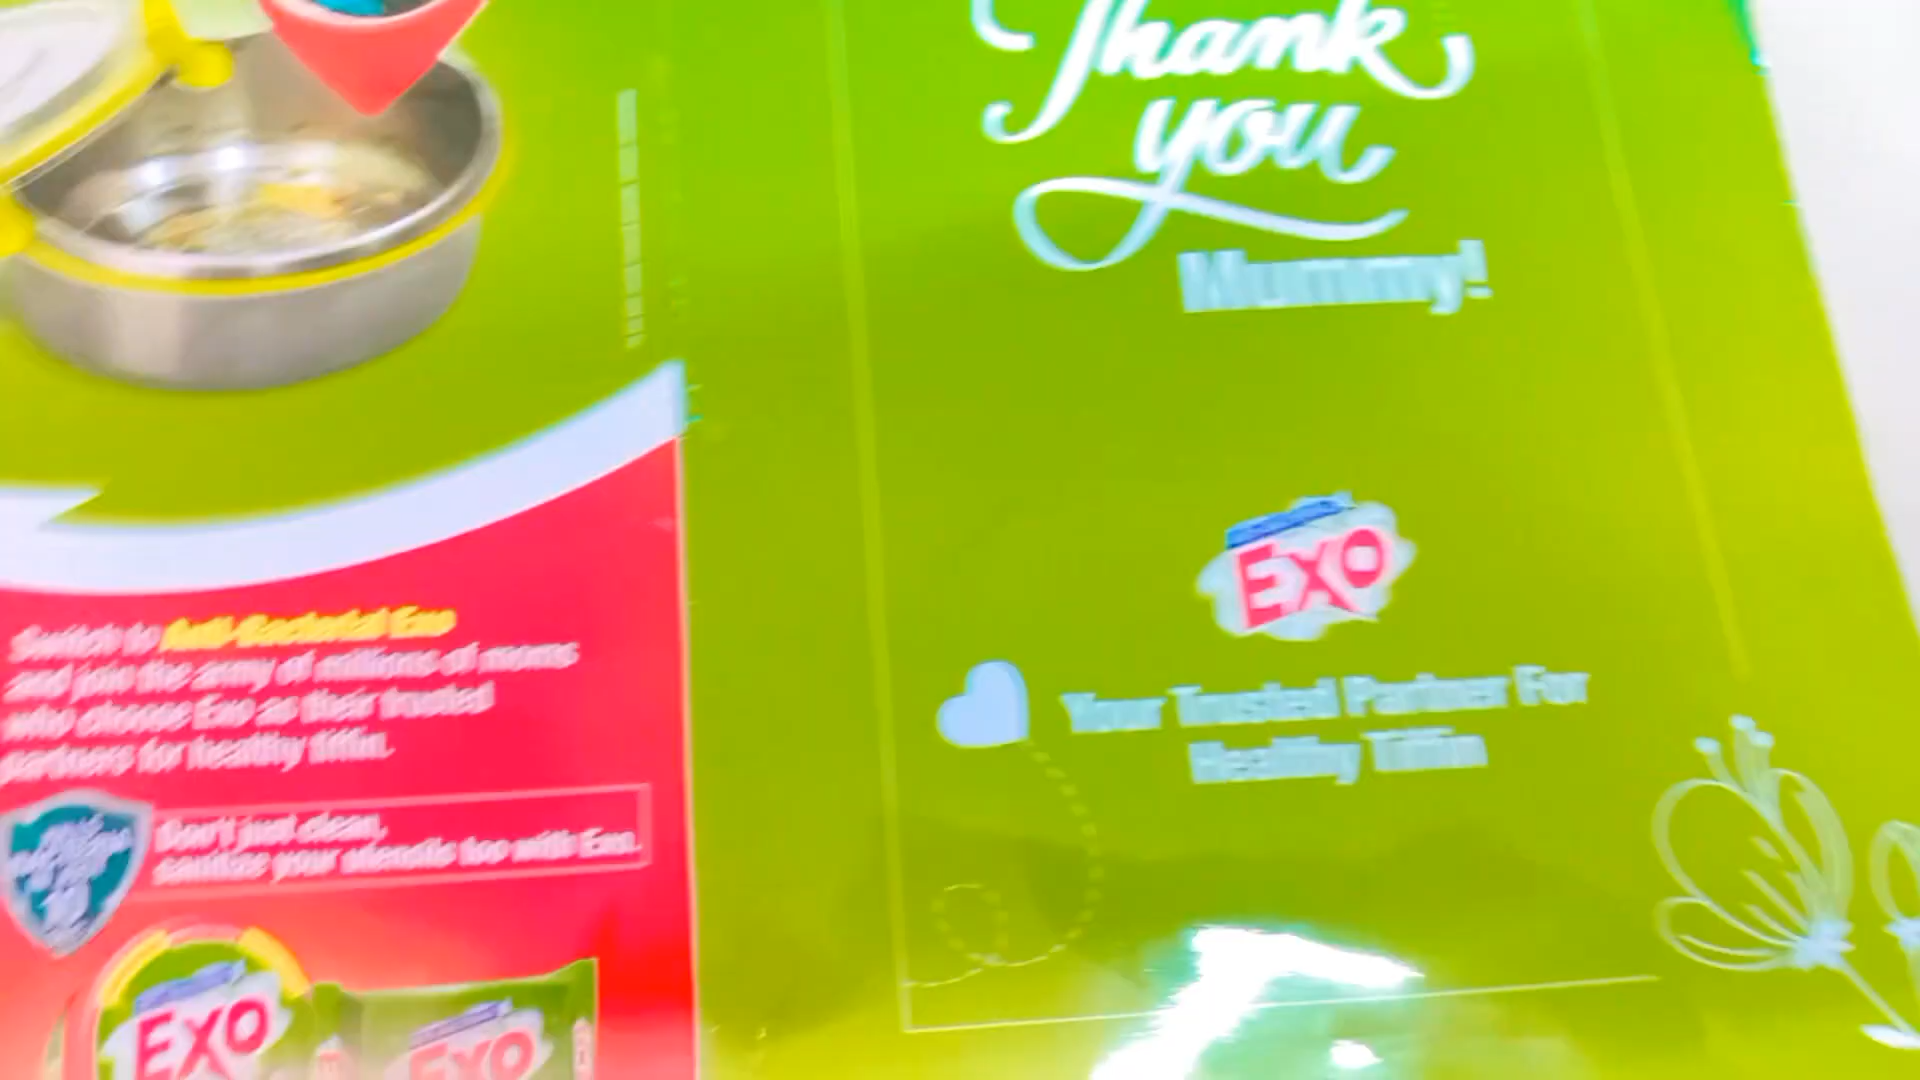 Switch to Anti-Bacterial Exo
and join the army of millions of moms
who choose Exo as their trusted
partners for healthy tiffin.
Don't just clean,
sanitize your utensils too with Exo.
EXO
EXO
Thank
you
Mummy!
EXO
Your Trusted Partner For
Healthy Tiffin